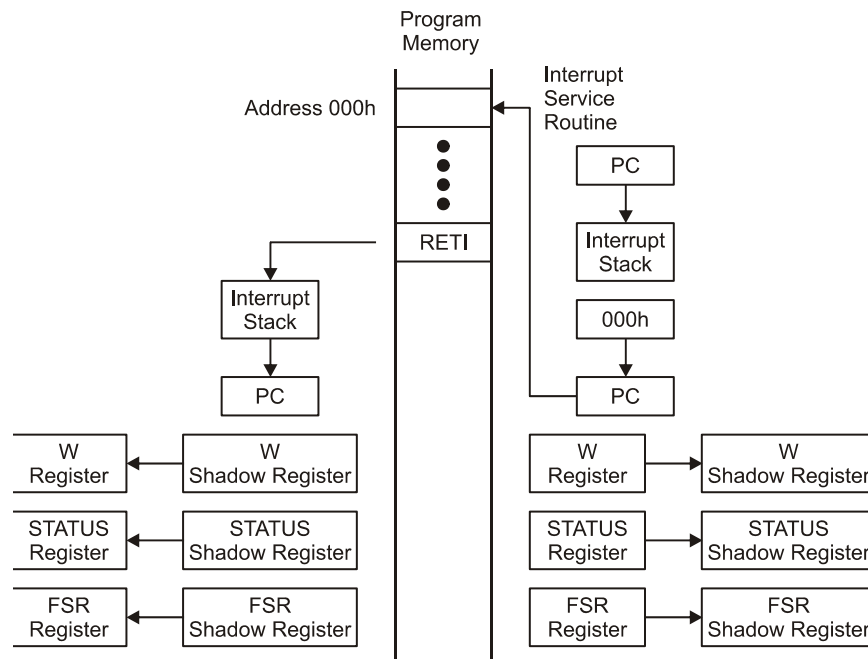 Program
Memory
Address 000h
Interrupt
Service
Routine
PC
Interrupt
Stack
RETI
Interrupt
Stack
000h
PC
PC
W
Register
W
Shadow Register
W
Register
W
Shadow Register
STATUS
Register
STATUS
Shadow Register
STATUS
Register
STATUS
Shadow Register
FSR
Register
FSR
Shadow Register
FSR
Register
FSR
Shadow Register